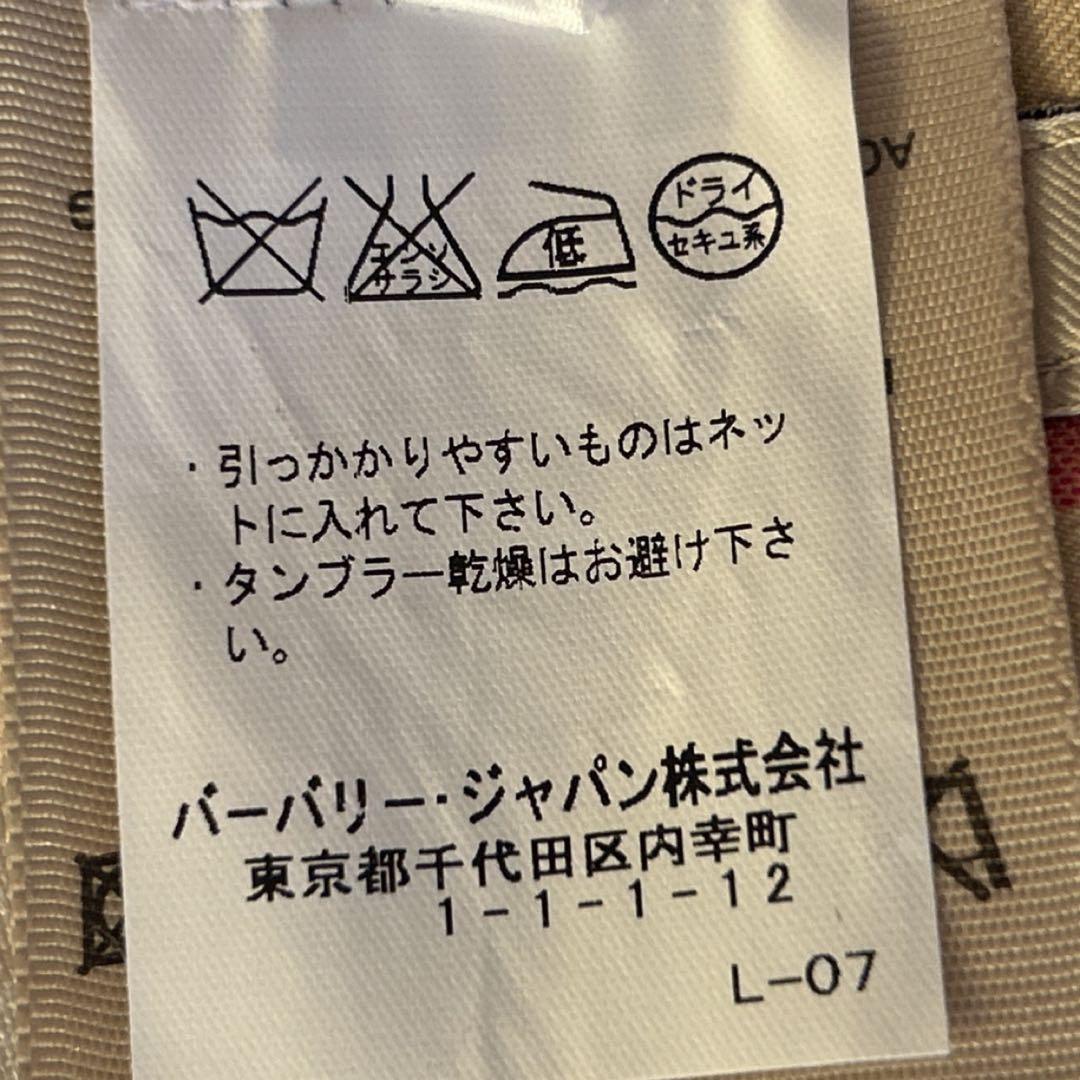 エンソ
サラシ
低
ドライ
セキユ系
・引っかかりやすいものはネッ
トに入れて下さい。
・タンブラー乾燥はお避け下さ
い。
バーバリー・ジャパン株式会社
東京都千代田区内幸町
1-1-1-12
L-07